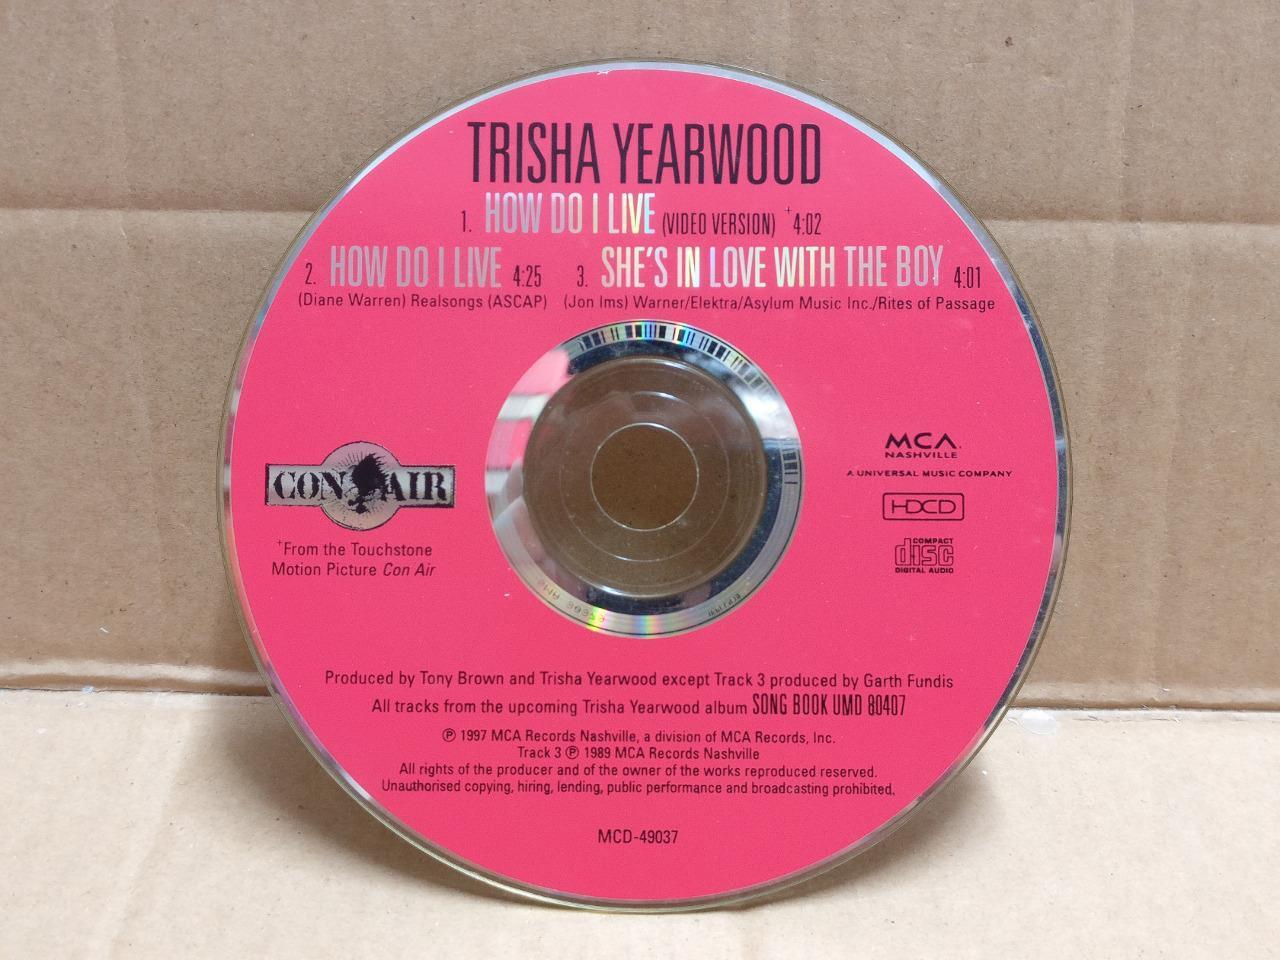 TRISHA YEARWOOD
1. HOW DO I LIVE (VIDEO VERSION) +4:02
2. HOW DO I LIVE 4:25 3. SHE'S IN LOVE WITH THE BOY 4:01
(Diane Warren) Realsongs (ASCAP) (Jon Ims) Warner/Elektra/Asylum Music Inc./Rites of Passage
CON AIR
+From the Touchstone
Motion Picture Con Air
MCA
NASHVILLE
A UNIVERSAL MUSIC COMPANY
HDCD
COMPACT
disc
DIGITAL AUDIO
Produced by Tony Brown and Trisha Yearwood except Track 3 produced by Garth Fundis
All tracks from the upcoming Trisha Yearwood album SONG BOOK UMD 80407
℗ 1997 MCA Records Nashville, a division of MCA Records, Inc.
Track 3 ℗ 1989 MCA Records Nashville
All rights of the producer and of the owner of the works reproduced reserved.
Unauthorised copying, hiring, lending, public performance and broadcasting prohibited.
MCD-49037